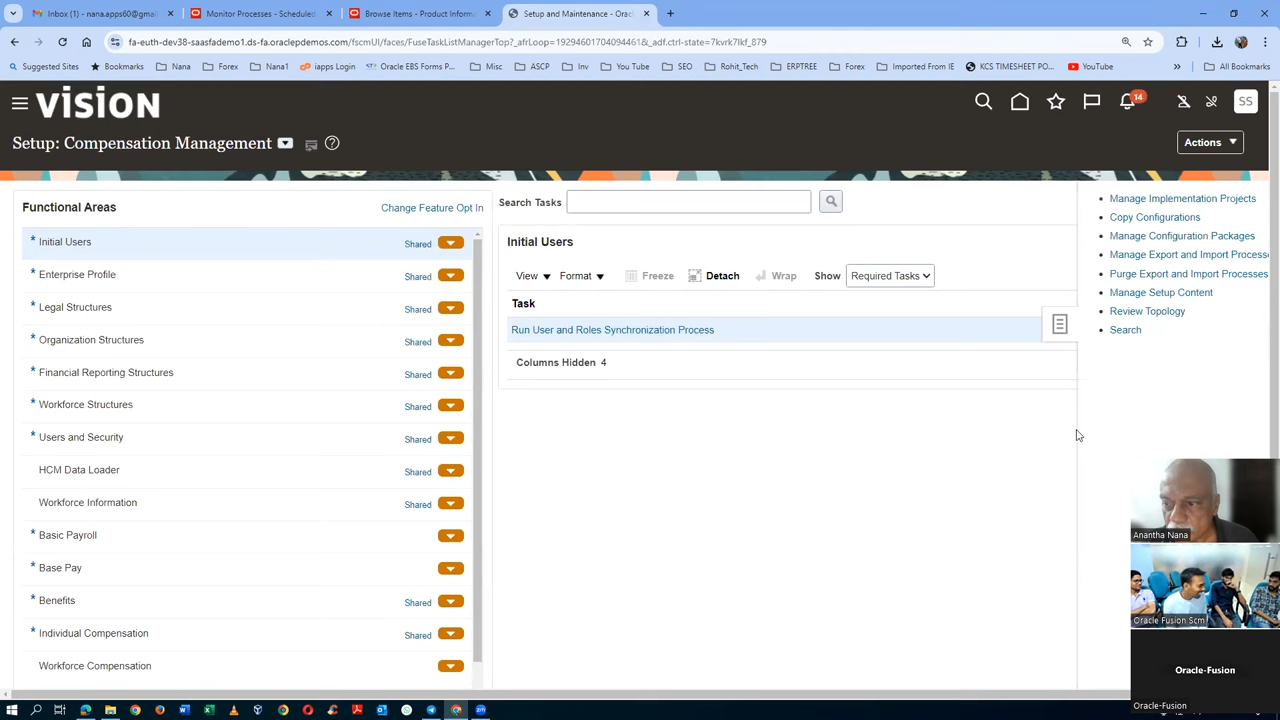 Inbox (1) - nana.apps60@gmail
Monitor Processes - Scheduled
Browse Items - Product Informa
Setup and Maintenance - Orac
fa-euth-dev38-saasfademo1.ds-fa.oraclepdemos.com/fscmUI/faces/FuseTaskListManagerTop?_afrLoop=19294601704094461&_adf.ctrl-state=7kvrk7lkf_879
Suggested Sites
Bookmarks
Nana
Forex
Nana1
iapps Login
Oracle EBS Forms P...
Misc
ASCP
Inv
You Tube
SEO
Rohit_Tech
ERPTREE
Forex
Imported From IE
KCS TIMESHEET PO...
YouTube
All Bookmarks
VISION
14
SS
Setup: Compensation Management
Actions
Functional Areas
Change Feature Opt In
* Initial Users Shared
* Enterprise Profile Shared
* Legal Structures Shared
* Organization Structures Shared
* Financial Reporting Structures Shared
* Workforce Structures Shared
* Users and Security Shared
HCM Data Loader Shared
Workforce Information Shared
* Basic Payroll
* Base Pay
* Benefits Shared
* Individual Compensation Shared
Workforce Compensation
Search Tasks
Initial Users
View
Format
Freeze
Detach
Wrap
Show
Required Tasks
Task
Run User and Roles Synchronization Process
Columns Hidden 4
Manage Implementation Projects
Copy Configurations
Manage Configuration Packages
Manage Export and Import Process
Purge Export and Import Processes
Manage Setup Content
Review Topology
Search
Anantha Nana
Oracle Fusion Scm
Oracle-Fusion
Oracle-Fusion